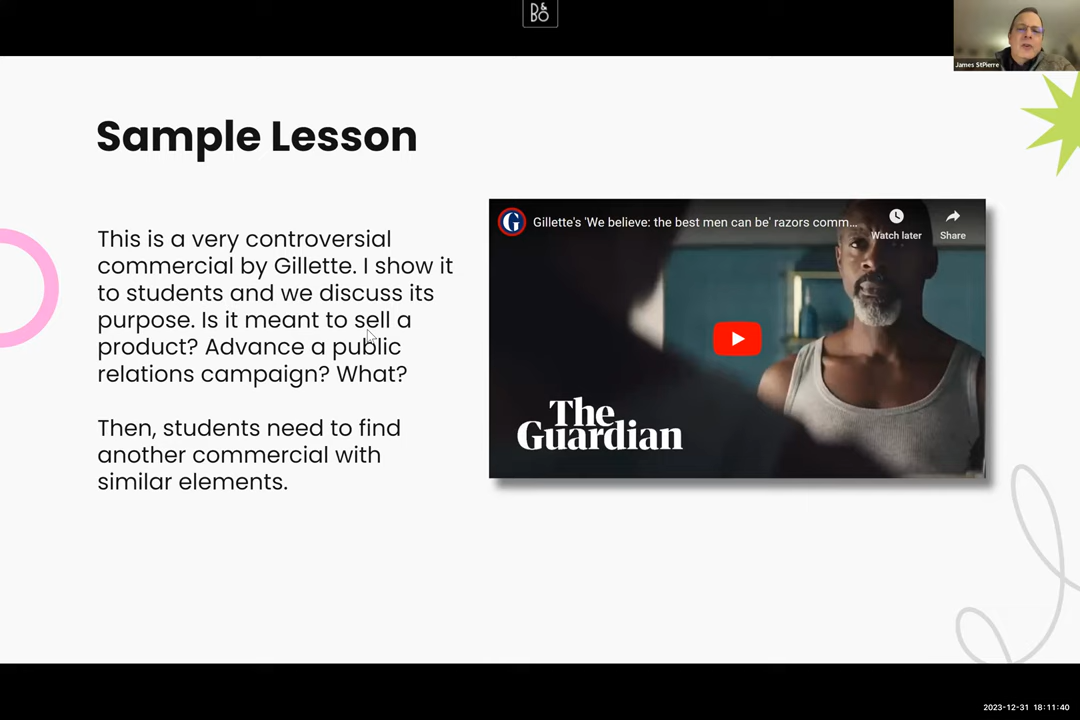 B&O
James StPierre
Sample Lesson
This is a very controversial
commercial by Gillette. I show it
to students and we discuss its
purpose. Is it meant to sell a
product? Advance a public
relations campaign? What?
Then, students need to find
another commercial with
similar elements.
G
Gillette's 'We believe: the best men can be' razors comm...
Watch later
Share
The
Guardian
2023-12-31 18:11:40